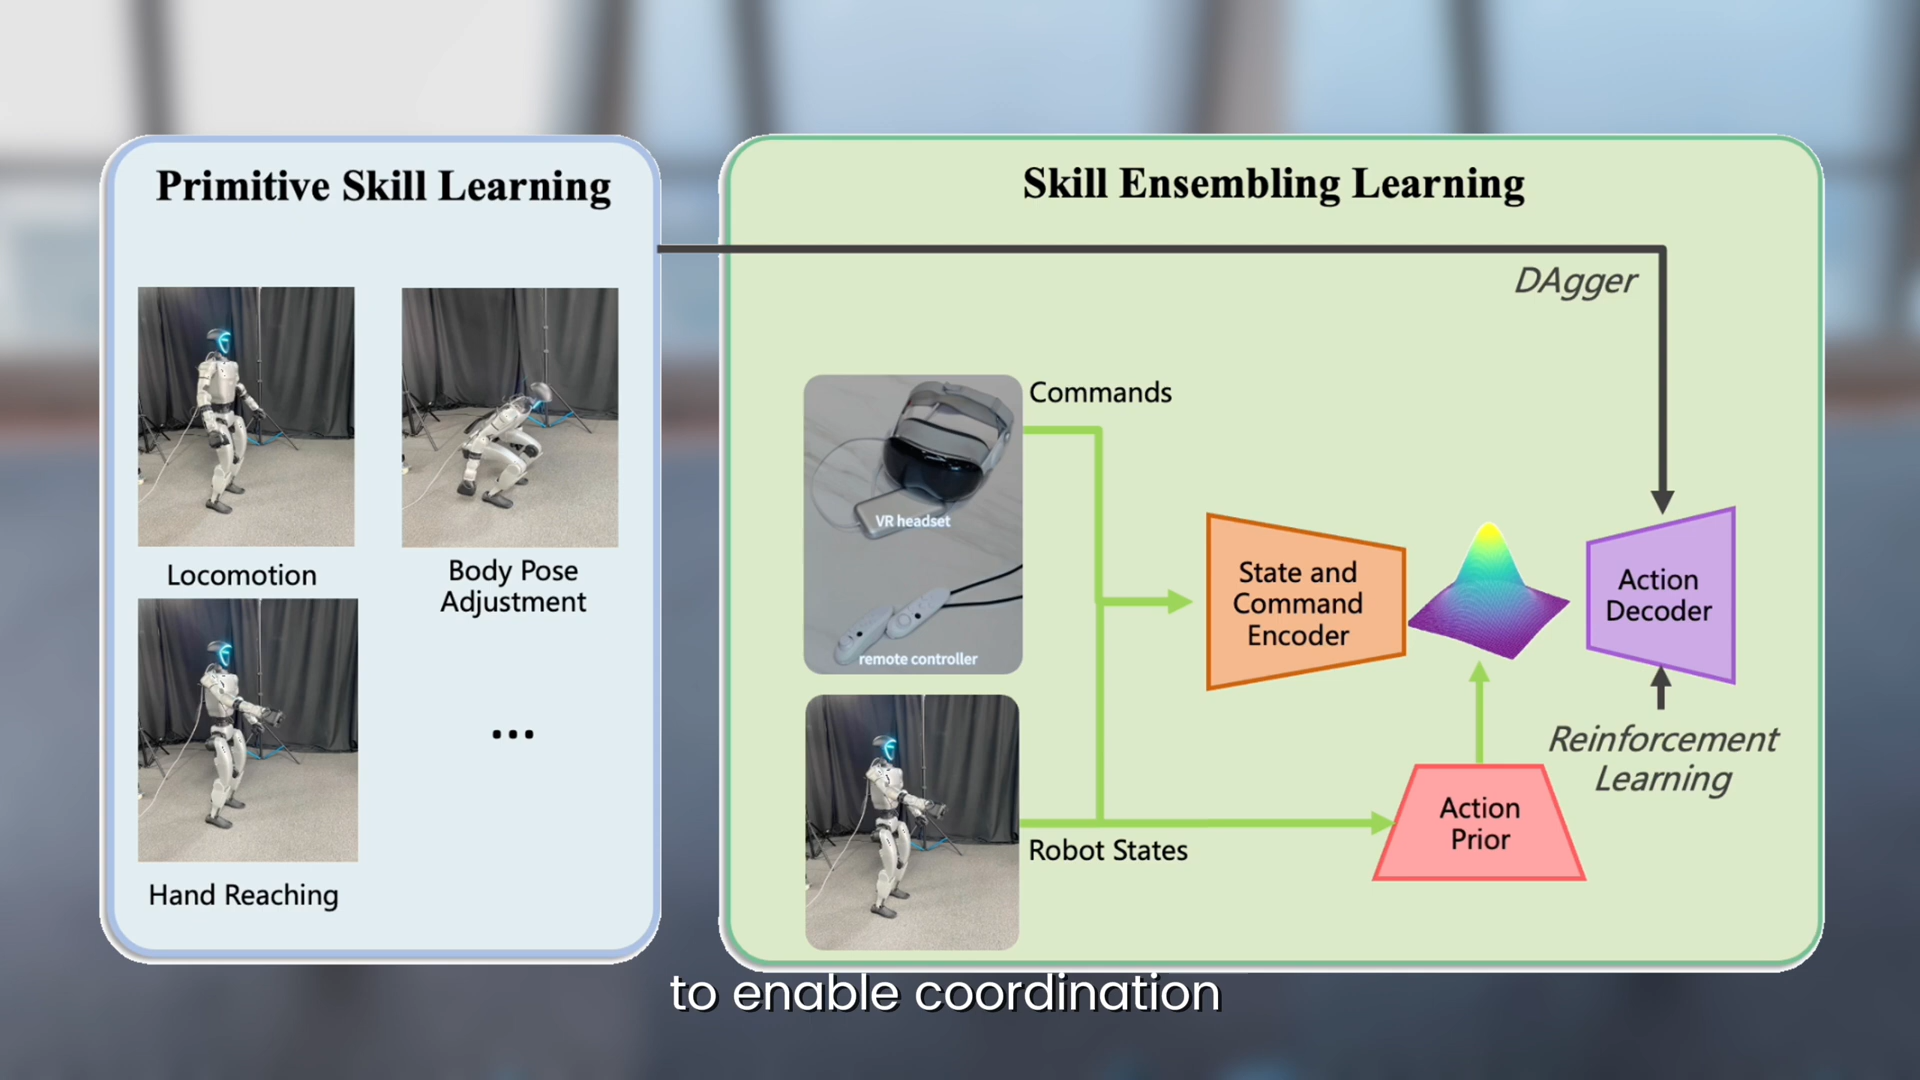 Primitive Skill Learning
Locomotion
Body Pose
Adjustment
Hand Reaching
...
Skill Ensembling Learning
DAgger
Commands
VR headset
remote controller
State and
Command
Encoder
Action
Decoder
Reinforcement
Learning
Action
Prior
Robot States
to enable coordination